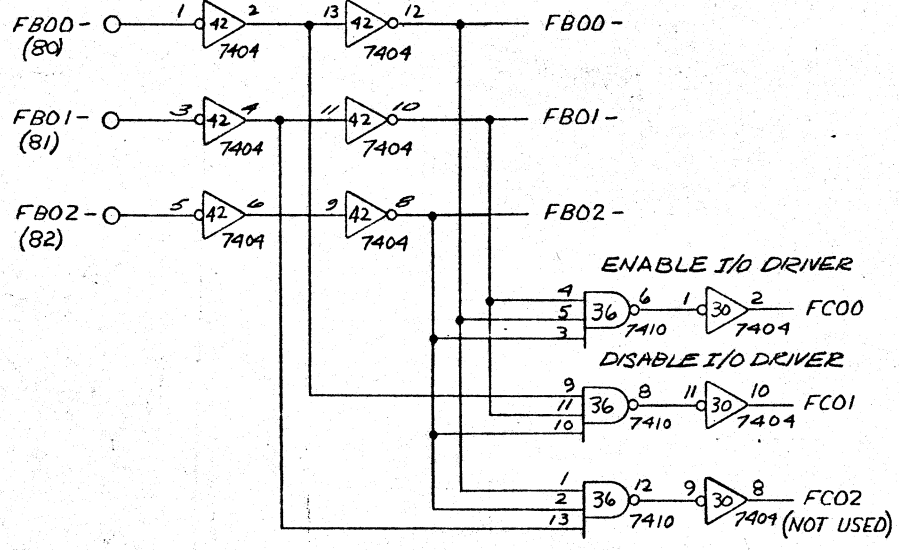 FB00- 1 42 2 13 42 12 FB00-
(80) 7404 7404
FB01- 3 42 4 11 42 10 FB01-
(81) 7404 7404
FB02- 5 42 6 9 42 8 FB02-
(82) 7404 7404
ENABLE I/O DRIVER
4 5 3 36 6 7410 1 30 2 7404 FC00
DISABLE I/O DRIVER
9 11 10 36 8 7410 11 30 10 7404 FC01
1 2 13 36 12 7410 9 30 8 7404 FC02
(NOT USED)